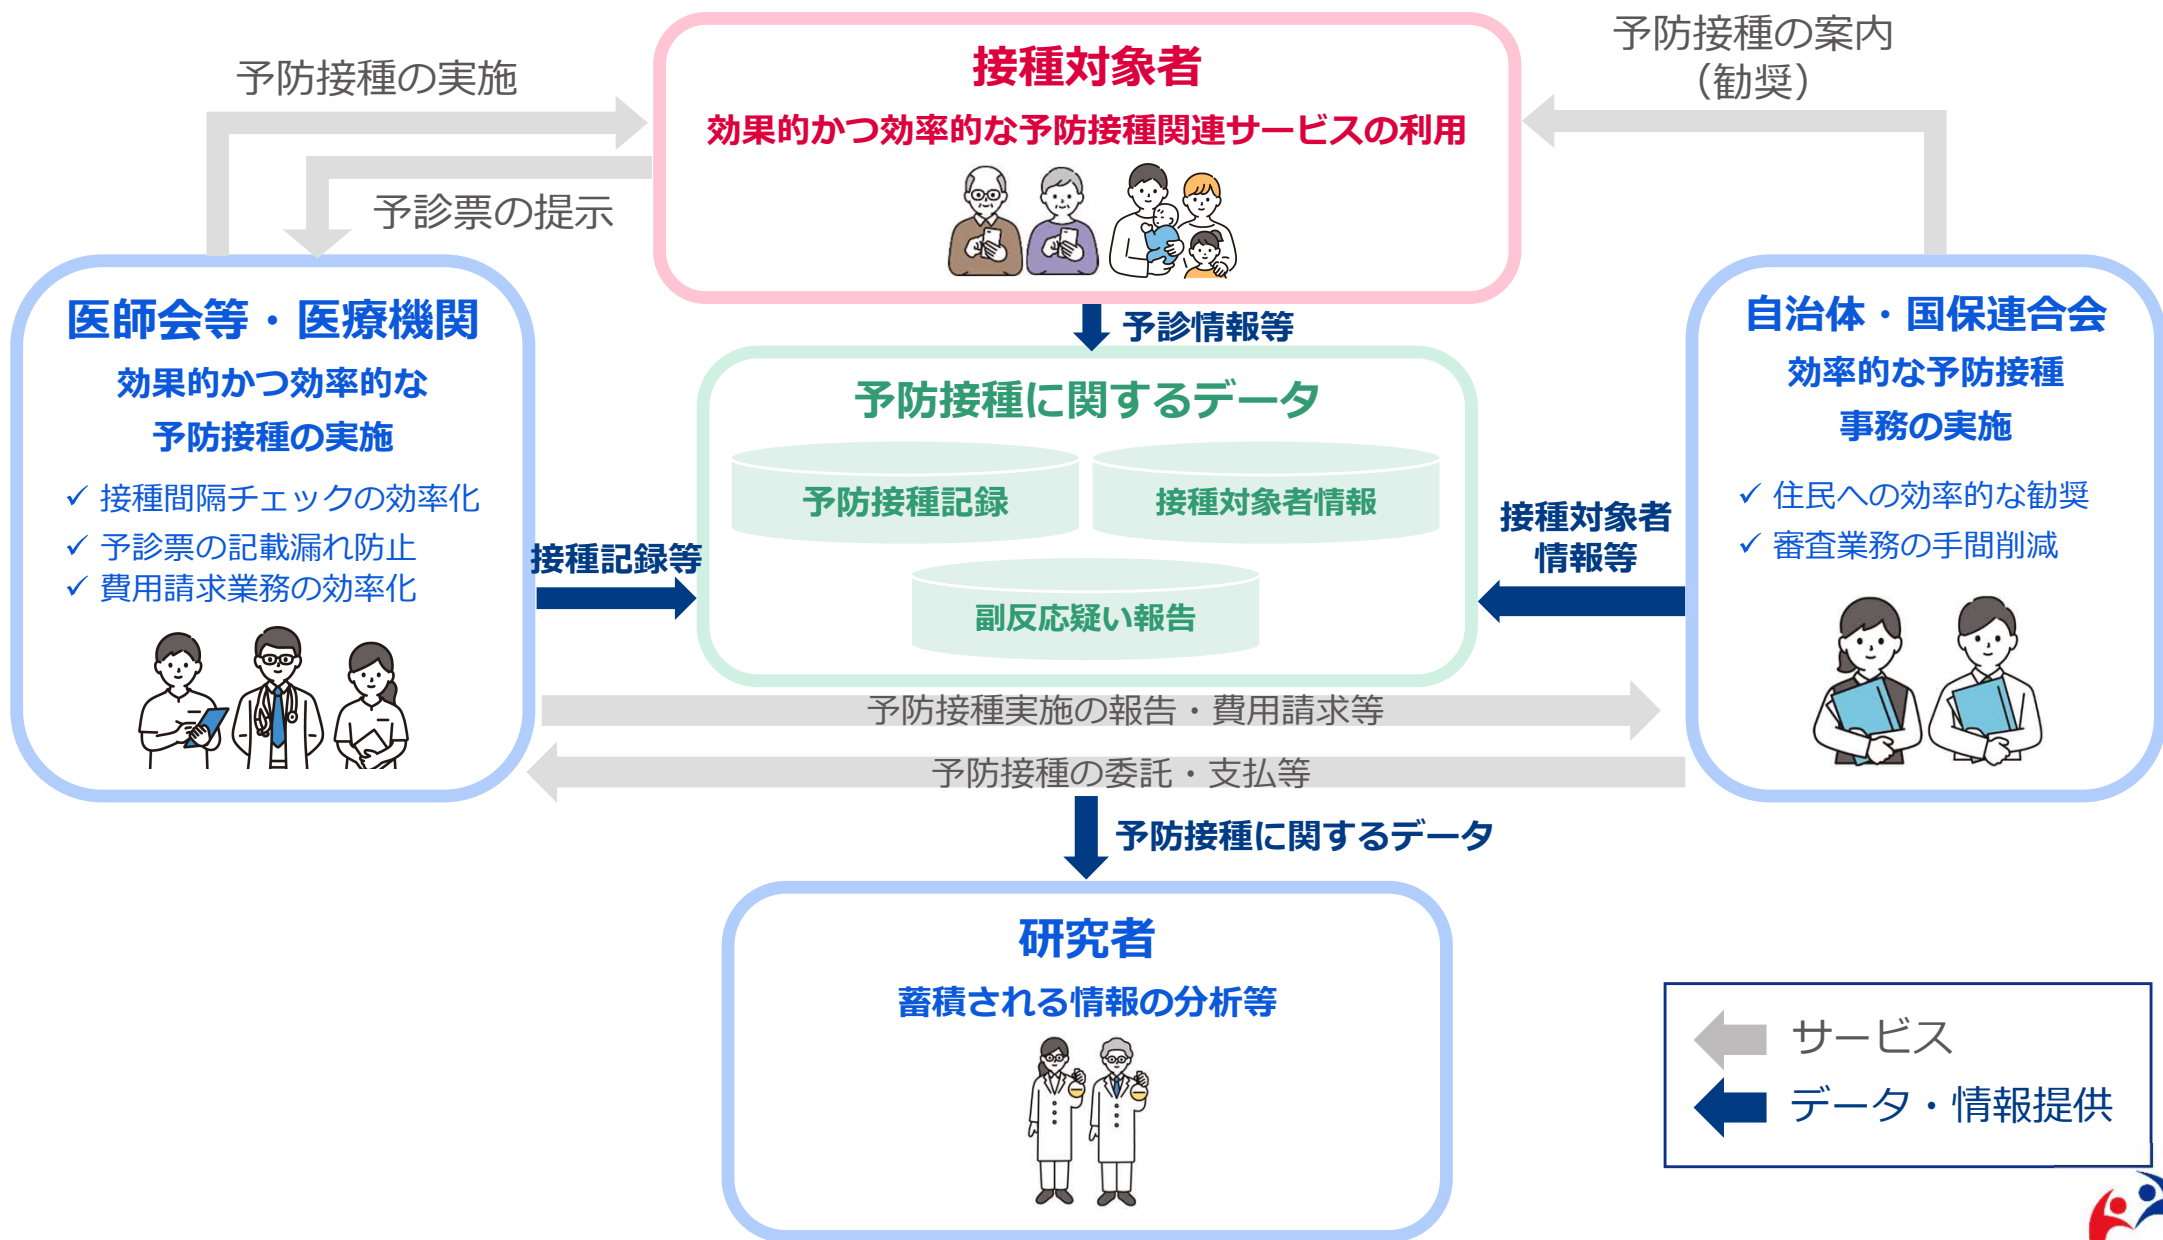 予防接種の実施
予診票の提示
接種対象者
効果的かつ効率的な予防接種関連サービスの利用
予防接種の案内
（勧奨）
医師会等・医療機関
効果的かつ効率的な
予防接種の実施
✓ 接種間隔チェックの効率化
✓ 予診票の記載漏れ防止
✓ 費用請求業務の効率化
接種記録等
予診情報等
予防接種に関するデータ
予防接種記録
接種対象者情報
副反応疑い報告
接種対象者
情報等
自治体・国保連合会
効率的な予防接種
事務の実施
✓ 住民への効率的な勧奨
✓ 審査業務の手間削減
予防接種実施の報告・費用請求等
予防接種の委託・支払等
予防接種に関するデータ
研究者
蓄積される情報の分析等
サービス
データ・情報提供